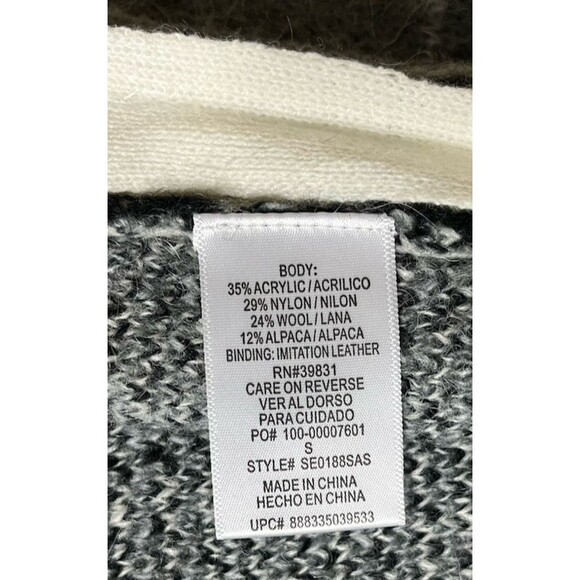 BODY:
35% ACRYLIC / ACRILICO
29% NYLON / NILON
24% WOOL / LANA
12% ALPACA / ALPACA
BINDING: IMITATION LEATHER
RN#39831
CARE ON REVERSE
VER AL DORSO
PARA CUIDADO
PO# 100-00007601
S
STYLE# SE0188SAS
MADE IN CHINA
HECHO EN CHINA
UPC# 888335039533